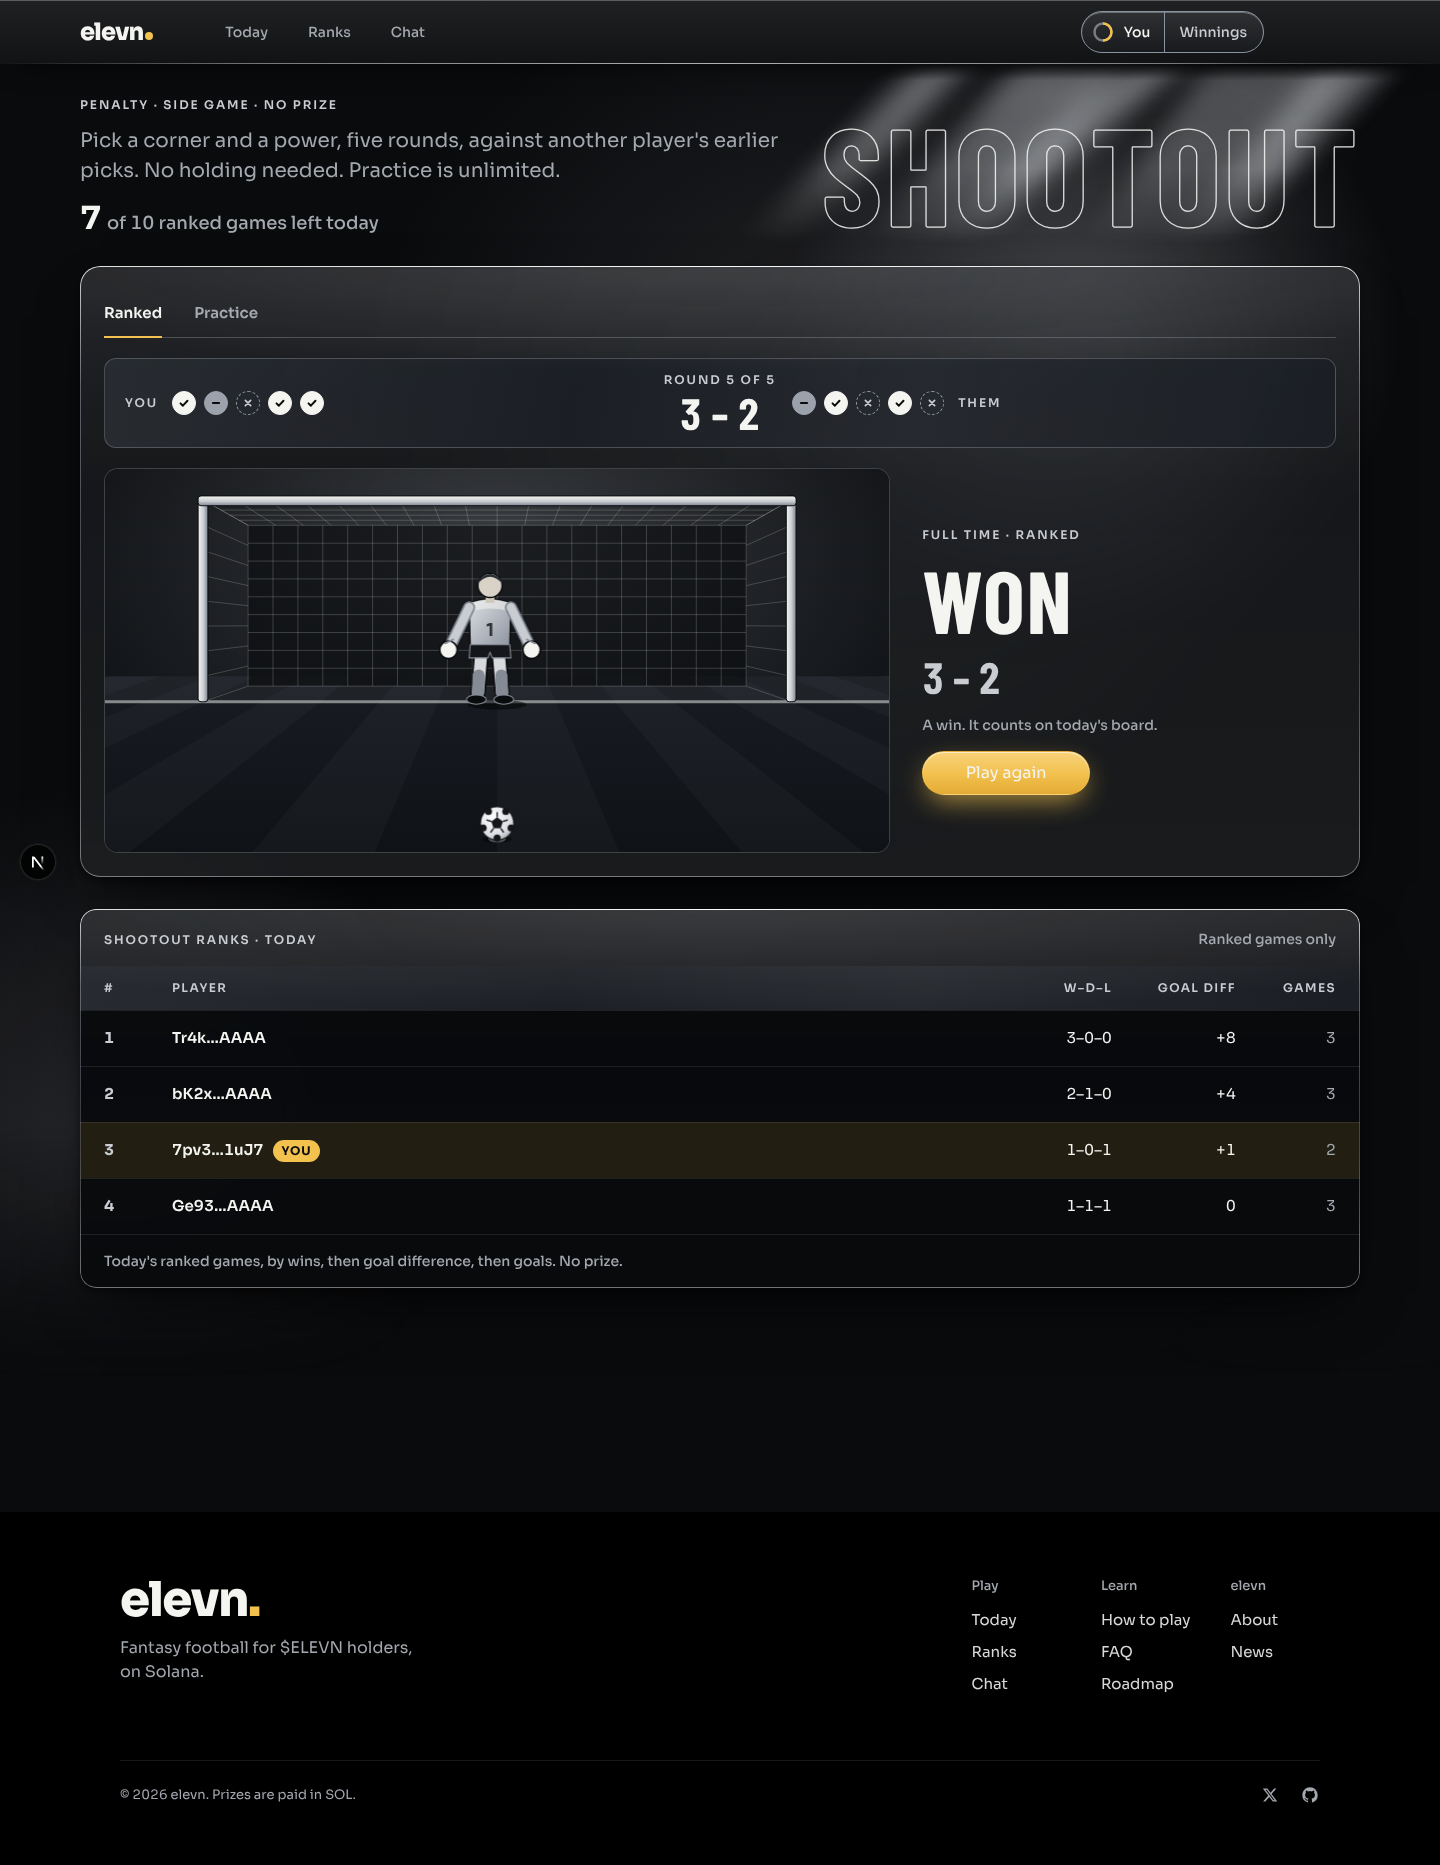 elevn.
Today
Ranks
Chat
You
Winnings
PENALTY · SIDE GAME · NO PRIZE
Pick a corner and a power, five rounds, against another player's earlier
picks. No holding needed. Practice is unlimited.
7 of 10 ranked games left today
SHOOTOUT
Ranked
Practice
YOU
ROUND 5 OF 5
3 – 2
THEM
1
FULL TIME · RANKED
WON
3 – 2
A win. It counts on today's board.
Play again
N
SHOOTOUT RANKS · TODAY
Ranked games only
# PLAYER W–D–L GOAL DIFF GAMES
1 Tr4k…AAAA 3–0–0 +8 3
2 bK2x…AAAA 2–1–0 +4 3
3 7pv3…1uJ7 YOU 1–0–1 +1 2
4 Ge93…AAAA 1–1–1 0 3
Today's ranked games, by wins, then goal difference, then goals. No prize.
elevn.
Fantasy football for $ELEVN holders,
on Solana.
Play
Today
Ranks
Chat
Learn
How to play
FAQ
Roadmap
elevn
About
News
© 2026 elevn. Prizes are paid in SOL.